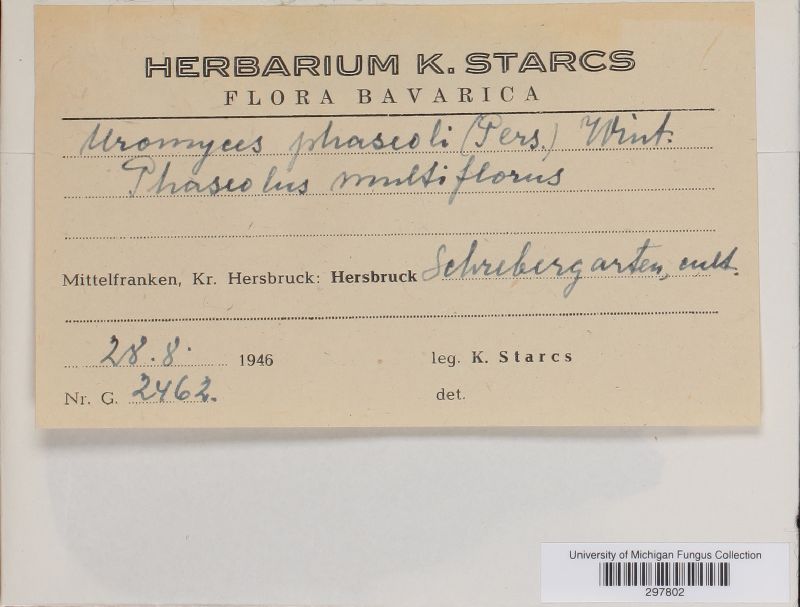 HERBARIUM K. STARCS
FLORA BAVARICA
Uromyces phaseoli (Pers.) Wint.
Phaseolus multiflorus
Mittelfranken, Kr. Hersbruck: Hersbruck Schrebergarten, cult.
28.8. 1946 leg. K. Starcs
Nr. G. 2462. det.
University of Michigan Fungus Collection
297802